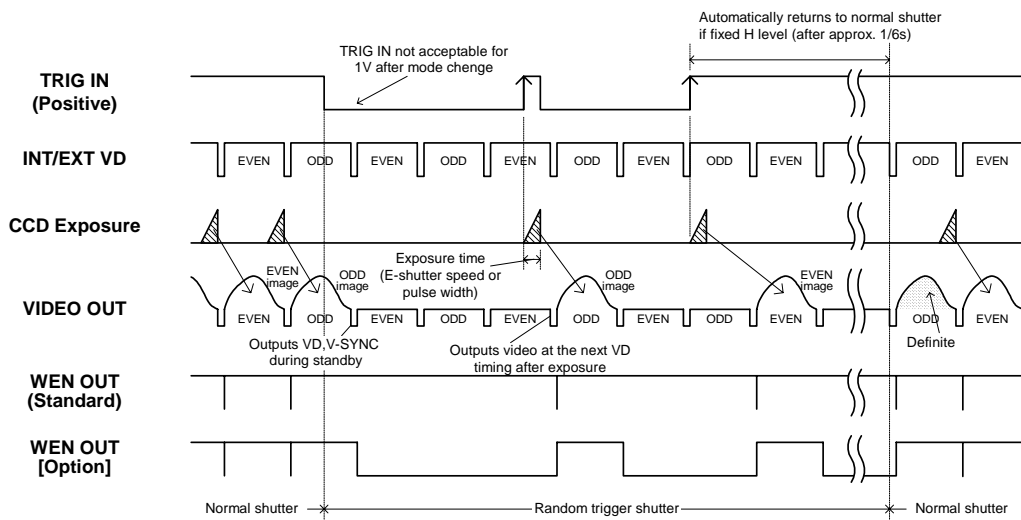 Automatically returns to normal shutter
if fixed H level (after approx. 1/6s)
TRIG IN not acceptable for
1V after mode chenge
TRIG IN
(Positive)
INT/EXT VD
EVEN ODD EVEN ODD EVEN ODD EVEN ODD EVEN ODD EVEN
CCD Exposure
Exposure time
(E-shutter speed or
pulse width)
EVEN
image
ODD
image
ODD
image
EVEN
image
VIDEO OUT
EVEN ODD EVEN ODD EVEN ODD EVEN ODD EVEN ODD EVEN
Outputs VD,V-SYNC
during standby
Outputs video at the next VD
timing after exposure
Definite
WEN OUT
(Standard)
WEN OUT
[Option]
Normal shutter
Random trigger shutter
Normal shutter